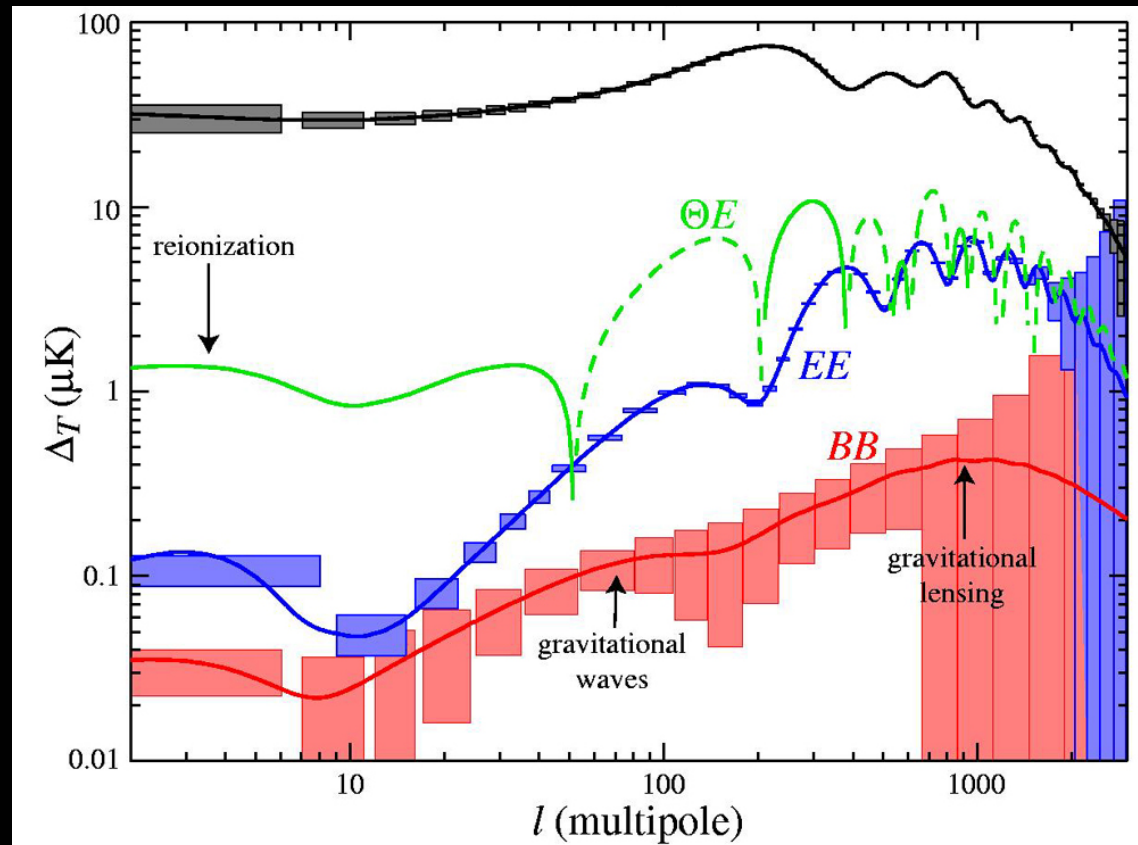 100
10
1
0.1
0.01
Δ_T (μK)
reionization
ΘE
EE
BB
gravitational
waves
gravitational
lensing
10
100
1000
l (multipole)